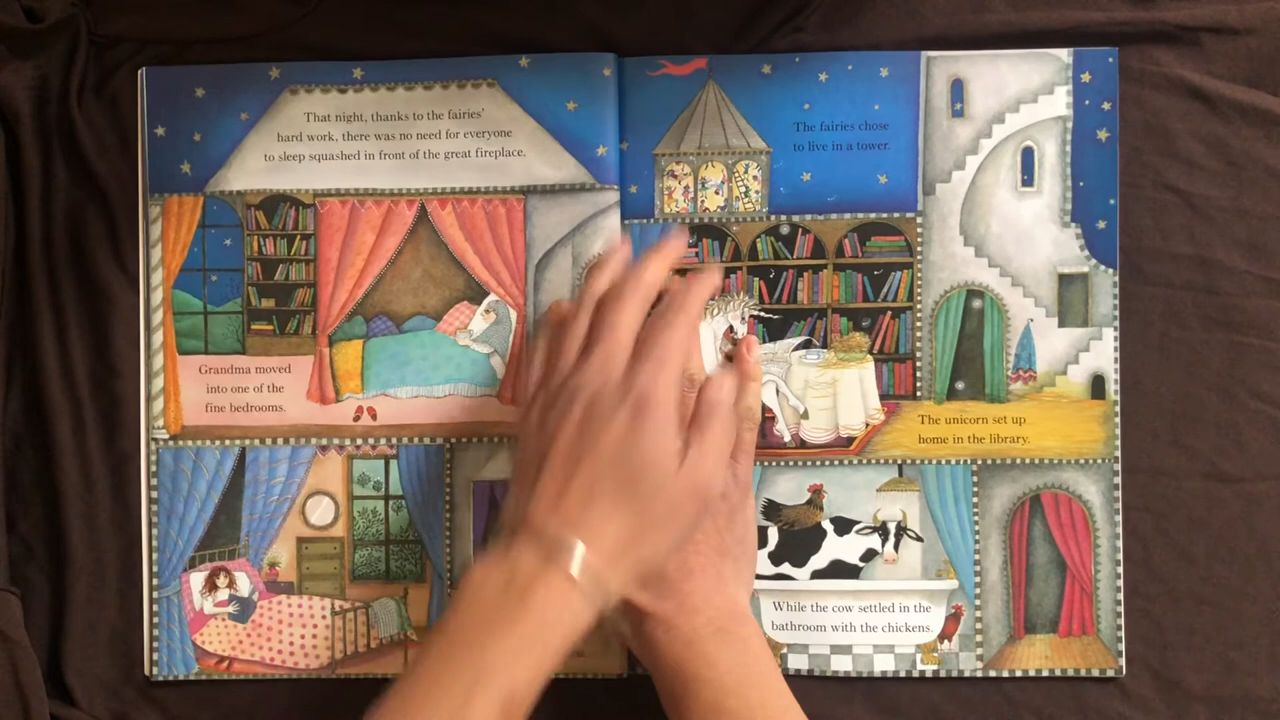 That night, thanks to the fairies'
hard work, there was no need for everyone
to sleep squashed in front of the great fireplace.
Grandma moved
into one of the
fine bedrooms.
The fairies chose
to live in a tower.
The unicorn set up
home in the library.
While the cow settled in the
bathroom with the chickens.